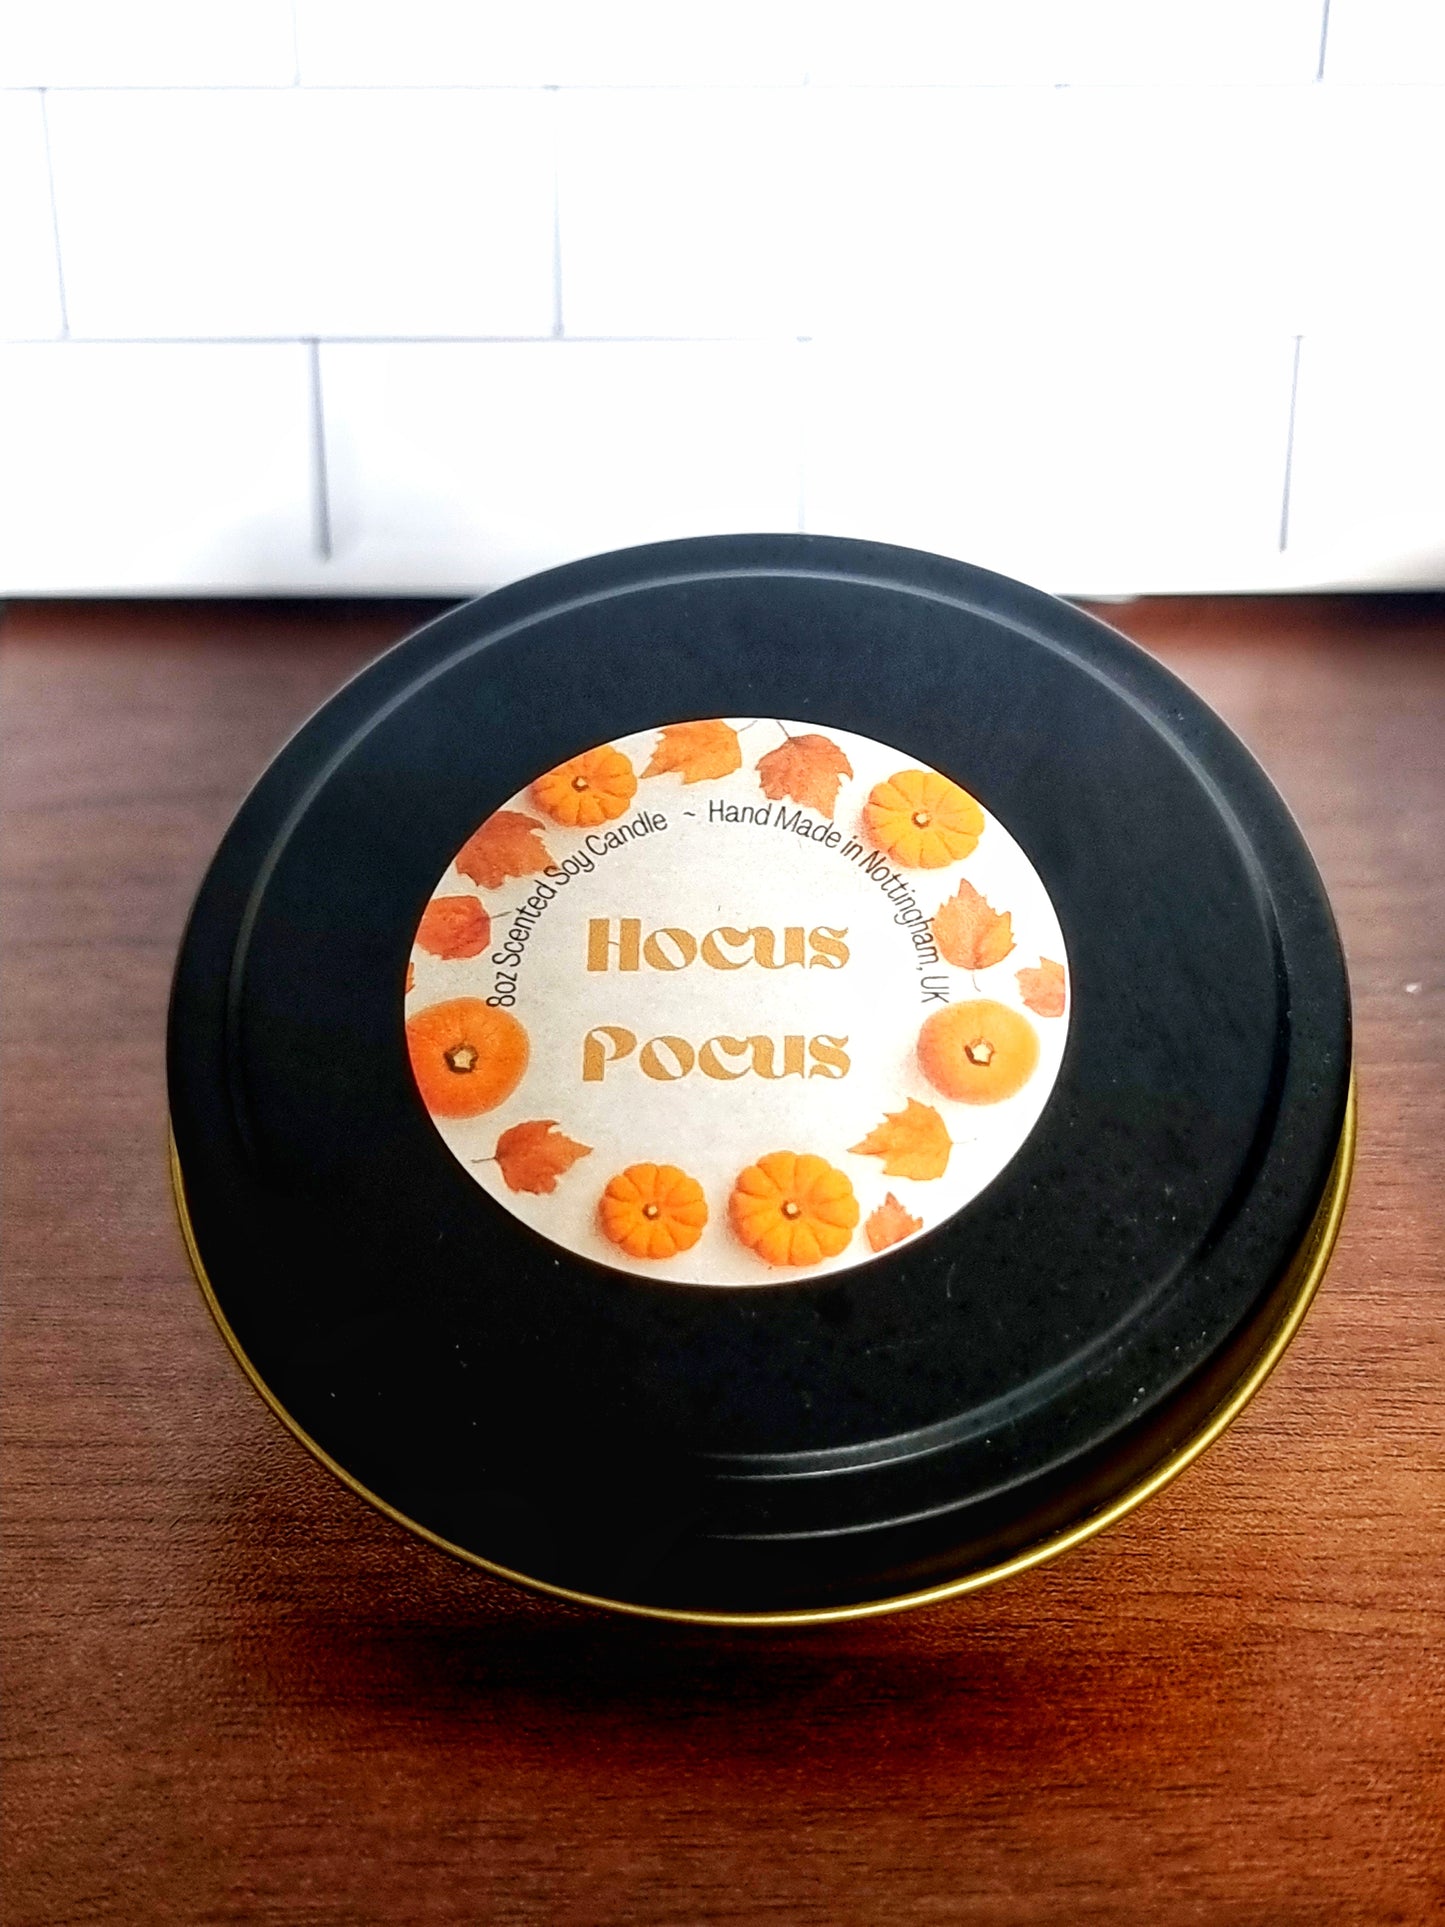 8oz Scented Soy Candle ~ Hand Made in Nottingham, UK
Hocus
Pocus